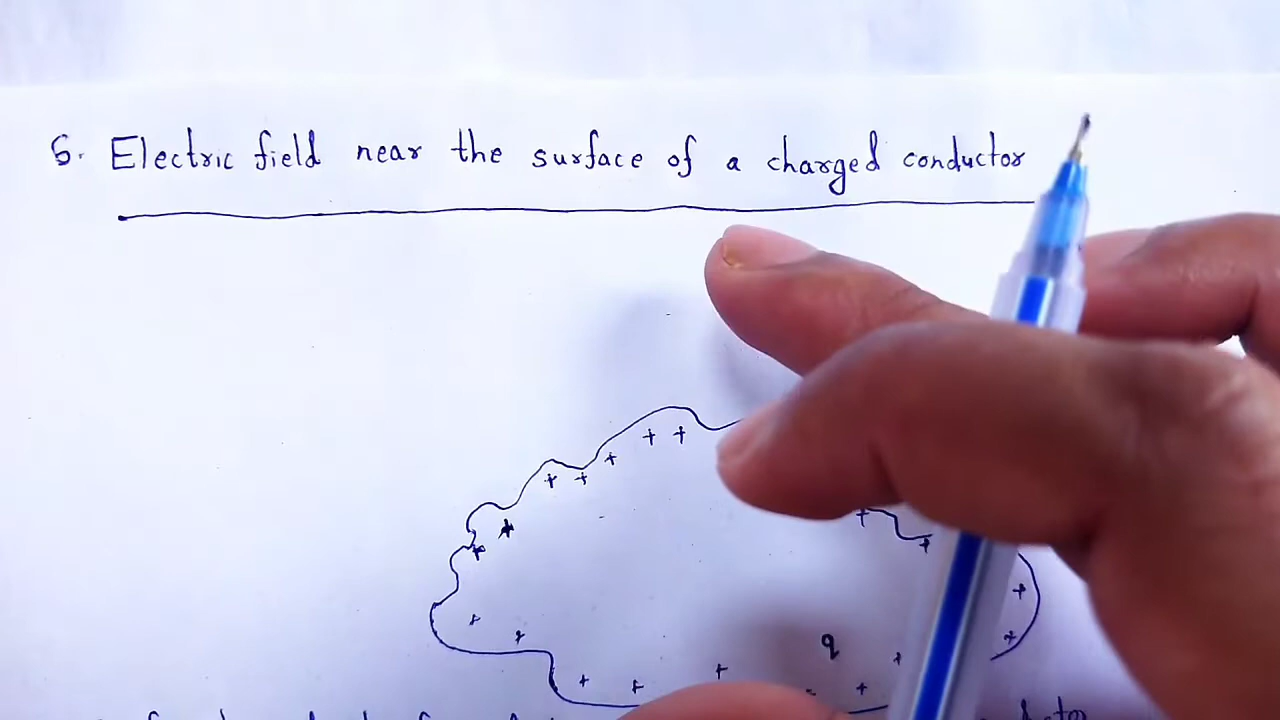 6. Electric field near the surface of a charged conductor
+ + + + + + +
+ +
+ +
+ + q + +
+ + + +